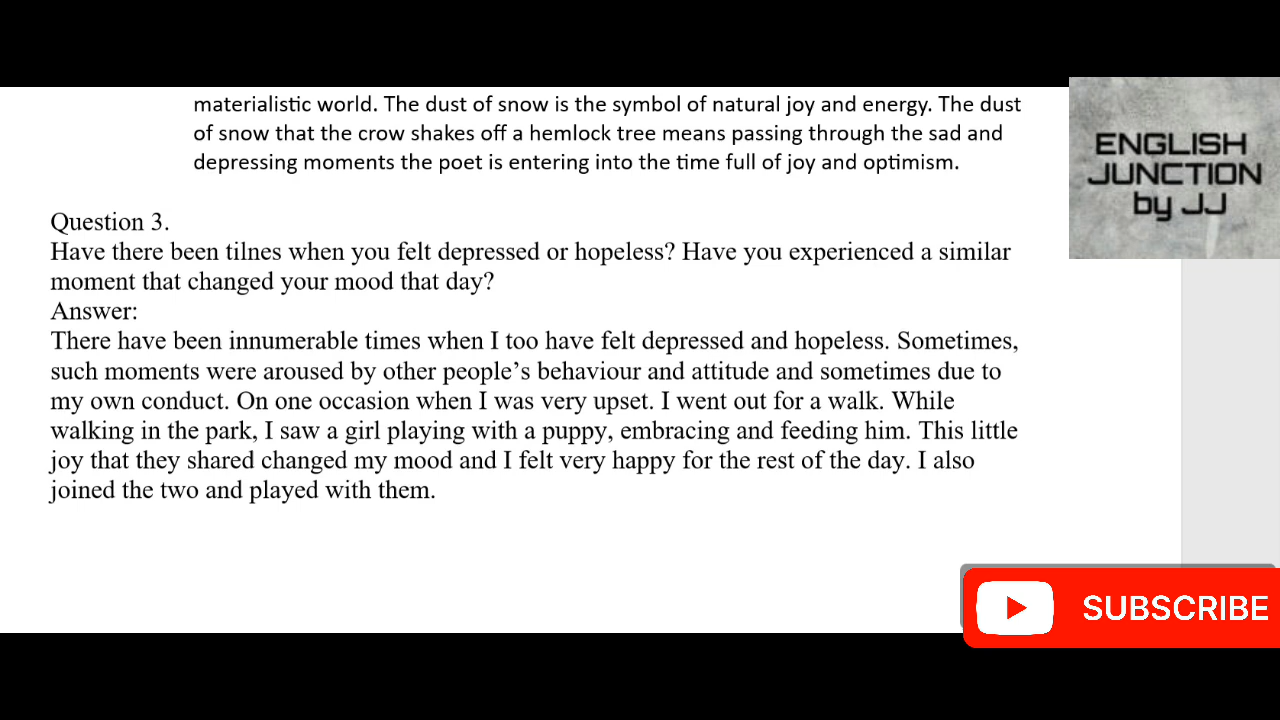 materialistic world. The dust of snow is the symbol of natural joy and energy. The dust
of snow that the crow shakes off a hemlock tree means passing through the sad and
depressing moments the poet is entering into the time full of joy and optimism.
ENGLISH
JUNCTION
by JJ
Question 3.
Have there been tilnes when you felt depressed or hopeless? Have you experienced a similar
moment that changed your mood that day?
Answer:
There have been innumerable times when I too have felt depressed and hopeless. Sometimes,
such moments were aroused by other people’s behaviour and attitude and sometimes due to
my own conduct. On one occasion when I was very upset. I went out for a walk. While
walking in the park, I saw a girl playing with a puppy, embracing and feeding him. This little
joy that they shared changed my mood and I felt very happy for the rest of the day. I also
joined the two and played with them.
SUBSCRIBE